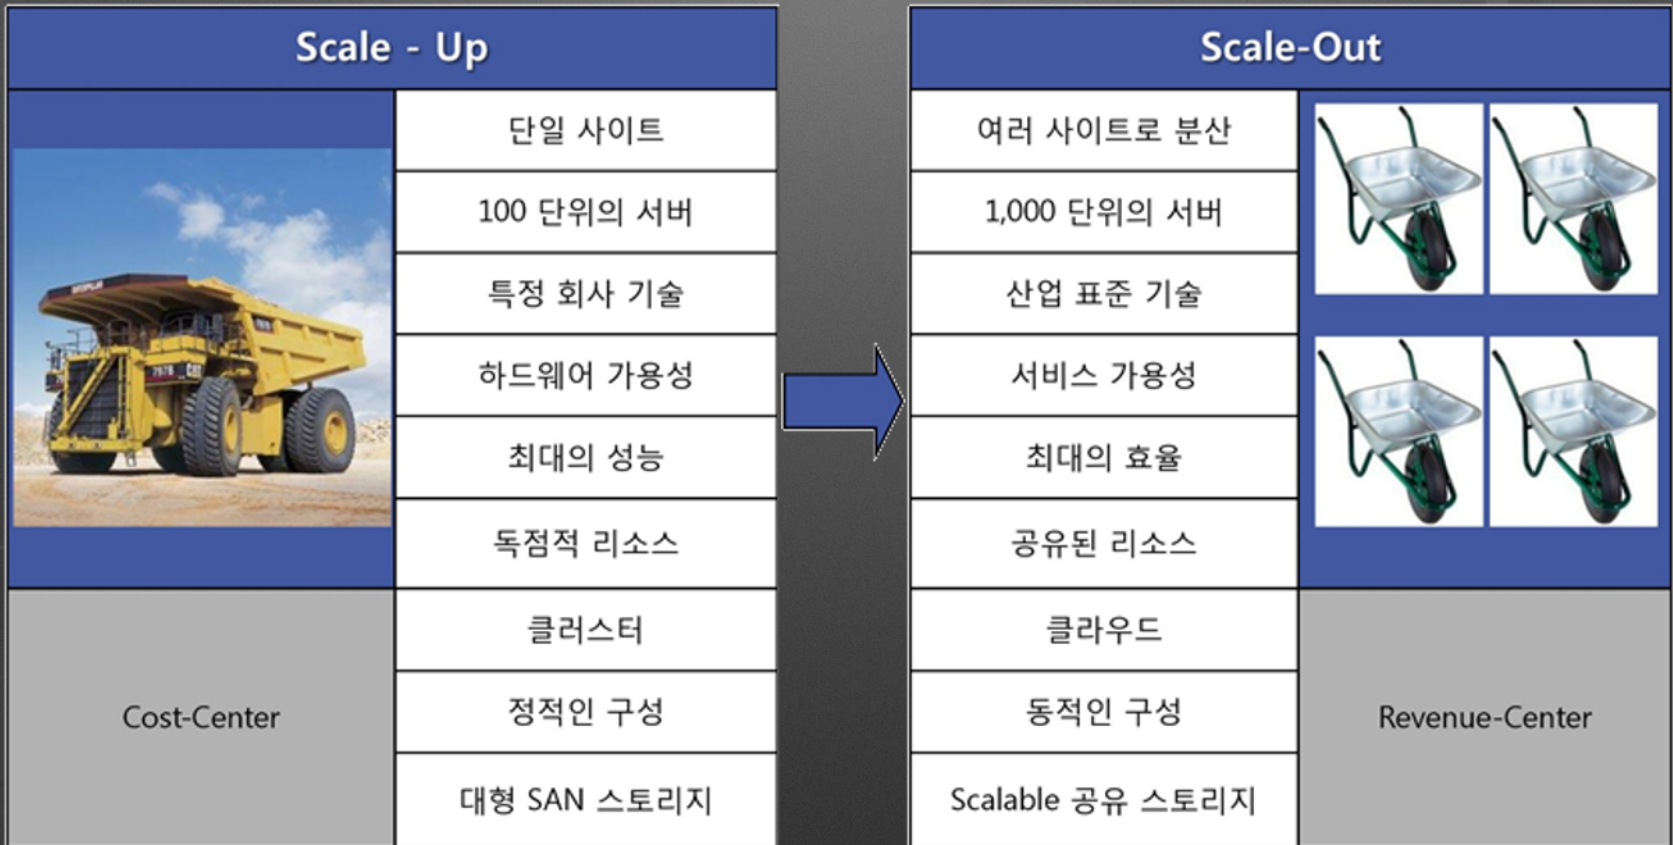 Scale - Up
단일 사이트
100 단위의 서버
특정 회사 기술
하드웨어 가용성
최대의 성능
독점적 리소스
클러스터
정적인 구성
대형 SAN 스토리지
CATERPILLAR
797B
797B CAT
Cost-Center
Scale-Out
여러 사이트로 분산
1,000 단위의 서버
산업 표준 기술
서비스 가용성
최대의 효율
공유된 리소스
클라우드
동적인 구성
Scalable 공유 스토리지
Revenue-Center